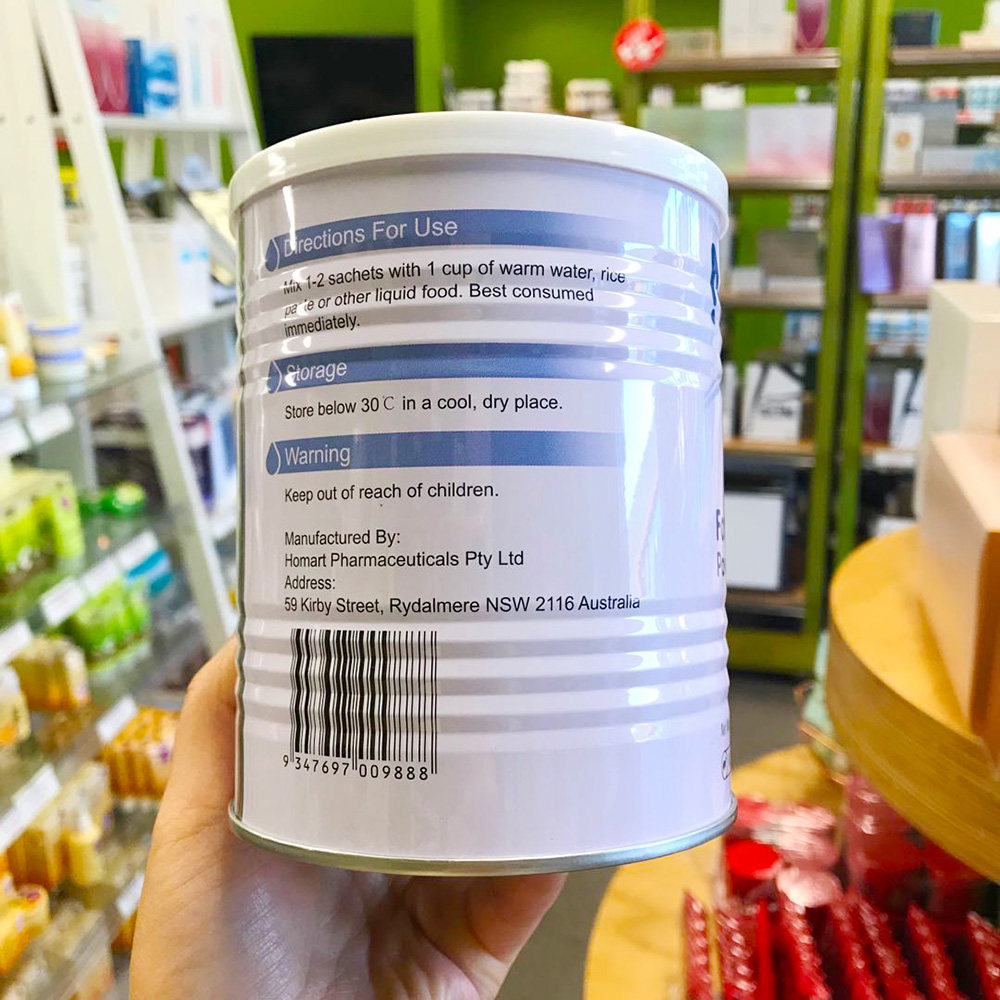 Directions For Use
Mix 1-2 sachets with 1 cup of warm water, rice
or other liquid food. Best consumed
immediately.
Storage
Store below 30℃ in a cool, dry place.
Warning
Keep out of reach of children.
Manufactured By:
Homart Pharmaceuticals Pty Ltd
Address:
59 Kirby Street, Rydalmere NSW 2116 Australia
9 347697 009888